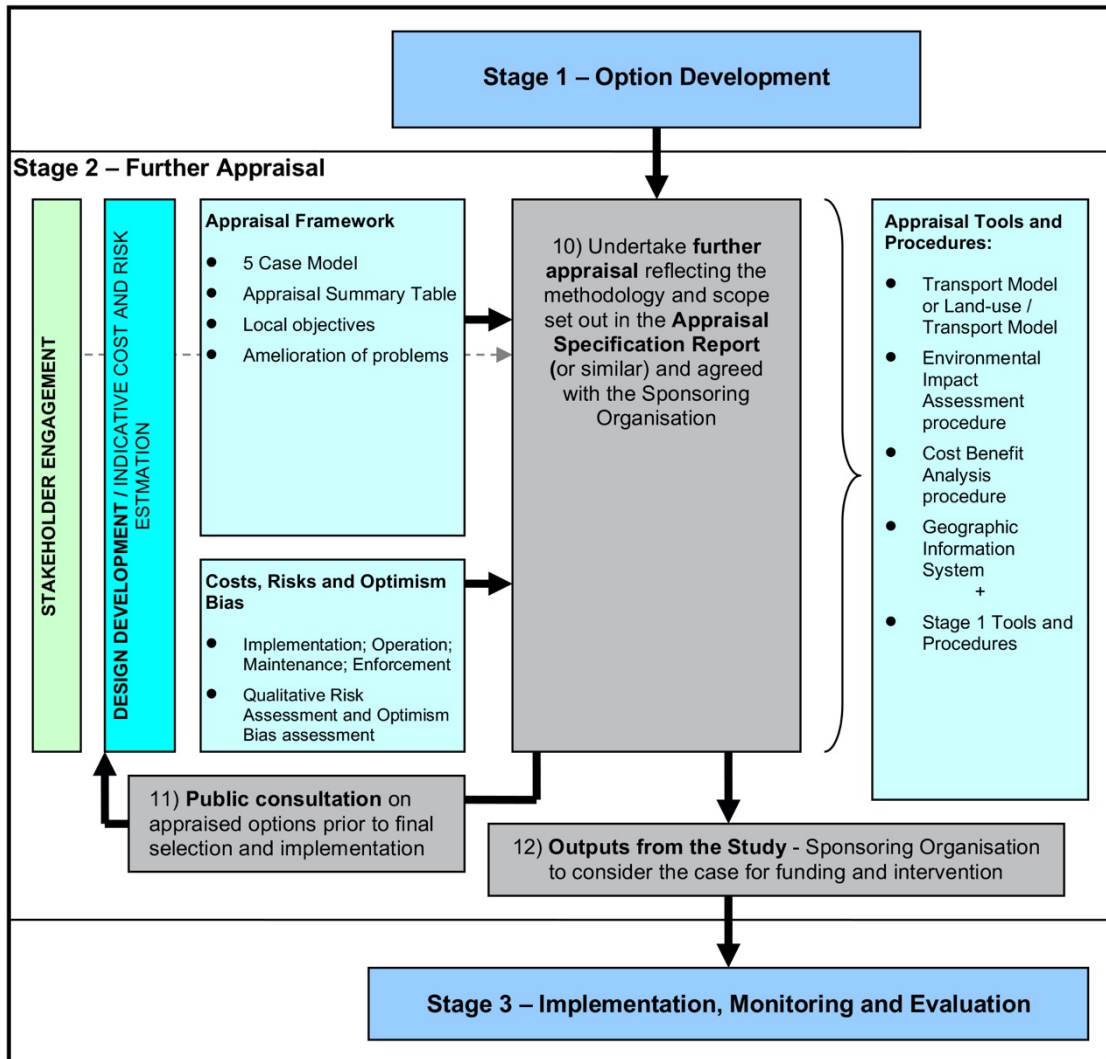 Stage 1 – Option Development
Stage 2 – Further Appraisal
STAKEHOLDER ENGAGEMENT
DESIGN DEVELOPMENT / INDICATIVE COST AND RISK
ESTMATION
Appraisal Framework
● 5 Case Model
● Appraisal Summary Table
● Local objectives
● Amelioration of problems
Costs, Risks and Optimism
Bias
● Implementation; Operation;
Maintenance; Enforcement
● Qualitative Risk
Assessment and Optimism
Bias assessment
10) Undertake further
appraisal reflecting the
methodology and scope
set out in the Appraisal
Specification Report
(or similar) and agreed
with the Sponsoring
Organisation
Appraisal Tools and
Procedures:
● Transport Model
or Land-use /
Transport Model
● Environmental
Impact
Assessment
procedure
● Cost Benefit
Analysis
procedure
● Geographic
Information
System
+
● Stage 1 Tools and
Procedures
11) Public consultation on
appraised options prior to final
selection and implementation
12) Outputs from the Study - Sponsoring Organisation
to consider the case for funding and intervention
Stage 3 – Implementation, Monitoring and Evaluation